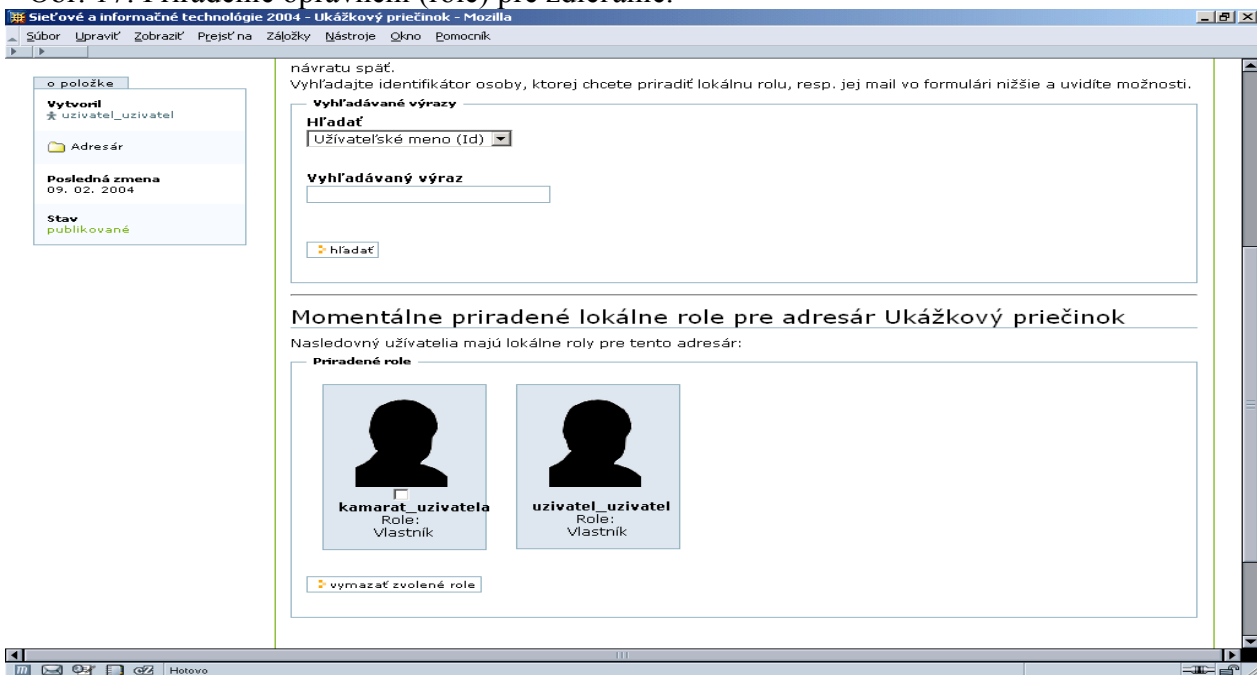 Obr. 17. Priradenie oprávnení (role) pre zdieľanie.
Sieťové a informačné technológie 2004 - Ukážkový priečinok - Mozilla
Súbor Upraviť Zobraziť Prejsť na Záložky Nástroje Okno Pomocník
návratu späť.
Vyhľadajte identifikátor osoby, ktorej chcete priradiť lokálnu rolu, resp. jej mail vo formulári nižšie a uvidíte možnosti.
o položke
Vytvoril
uzivatel_uzivatel
Adresár
Posledná zmena
09. 02. 2004
Stav
publikované
Vyhľadávané výrazy
Hľadať
Užívateľské meno (Id)
Vyhľadávaný výraz
hľadať
Momentálne priradené lokálne role pre adresár Ukážkový priečinok
Nasledovný užívatelia majú lokálne roly pre tento adresár:
Priradené role
kamarat_uzivatela
Role:
Vlastník
uzivatel_uzivatel
Role:
Vlastník
vymazať zvolené role
Hotovo